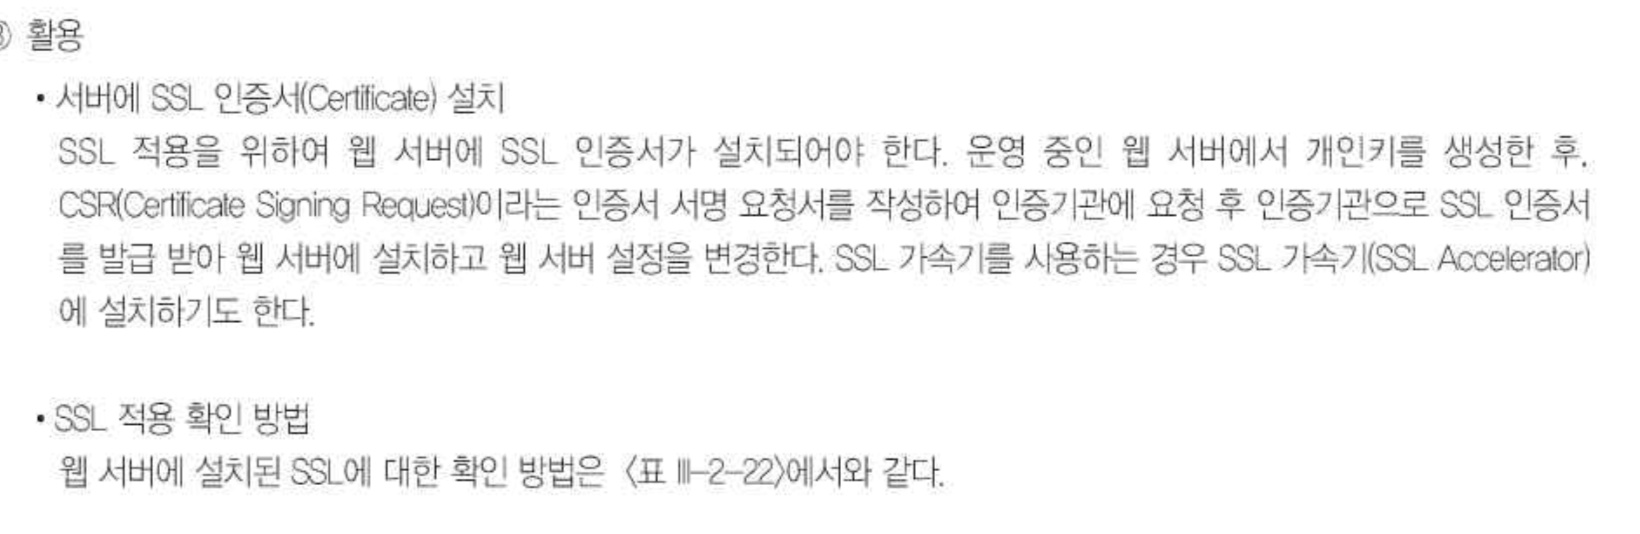 ③ 활용
• 서버에 SSL 인증서(Certificate) 설치
SSL 적용을 위하여 웹 서버에 SSL 인증서가 설치되어야 한다. 운영 중인 웹 서버에서 개인키를 생성한 후,
CSR(Certificate Signing Request)이라는 인증서 서명 요청서를 작성하여 인증기관에 요청 후 인증기관으로 SSL 인증서
를 발급 받아 웹 서버에 설치하고 웹 서버 설정을 변경한다. SSL 가속기를 사용하는 경우 SSL 가속기(SSL Accelerator)
에 설치하기도 한다.
• SSL 적용 확인 방법
웹 서버에 설치된 SSL에 대한 확인 방법은 〈표 Ⅲ-2-22〉에서와 같다.